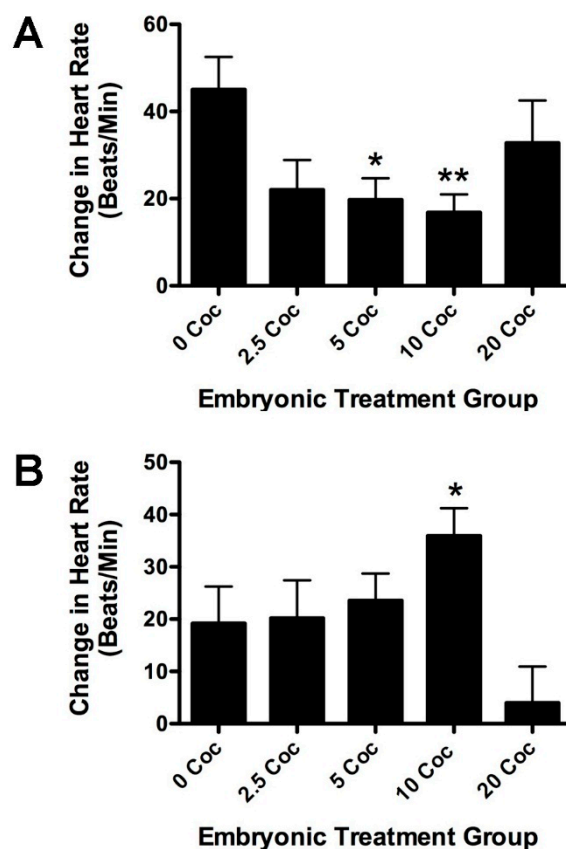 A
Change in Heart Rate
(Beats/Min)
60
40
20
0
*
**
0 Coc
2.5 Coc
5 Coc
10 Coc
20 Coc
Embryonic Treatment Group
B
Change in Heart Rate
(Beats/Min)
50
40
30
20
10
0
*
0 Coc
2.5 Coc
5 Coc
10 Coc
20 Coc
Embryonic Treatment Group